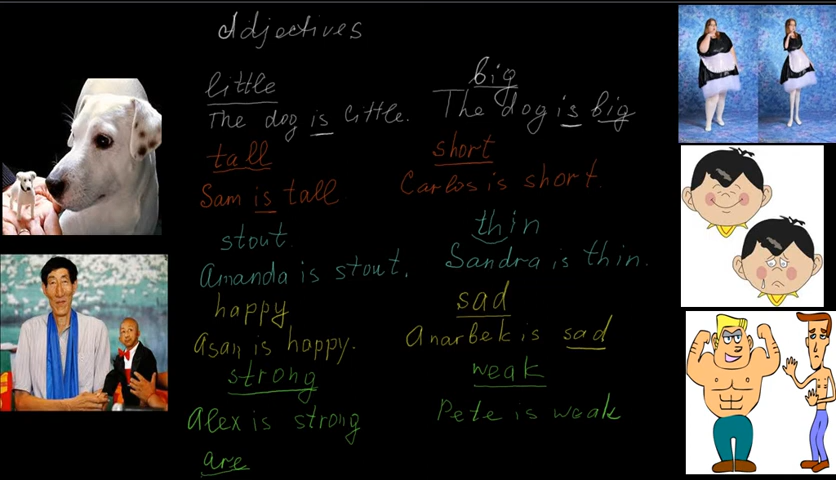 Adjectives
little
The dog is little.
tall
Sam is tall
stout.
Amanda is stout.
happy
Asan is happy.
strong
Alex is strong
are
big
The dog is big
short
Carlos is short.
thin
Sandra is thin.
sad
Anarbek is sad
weak
Pete is weak